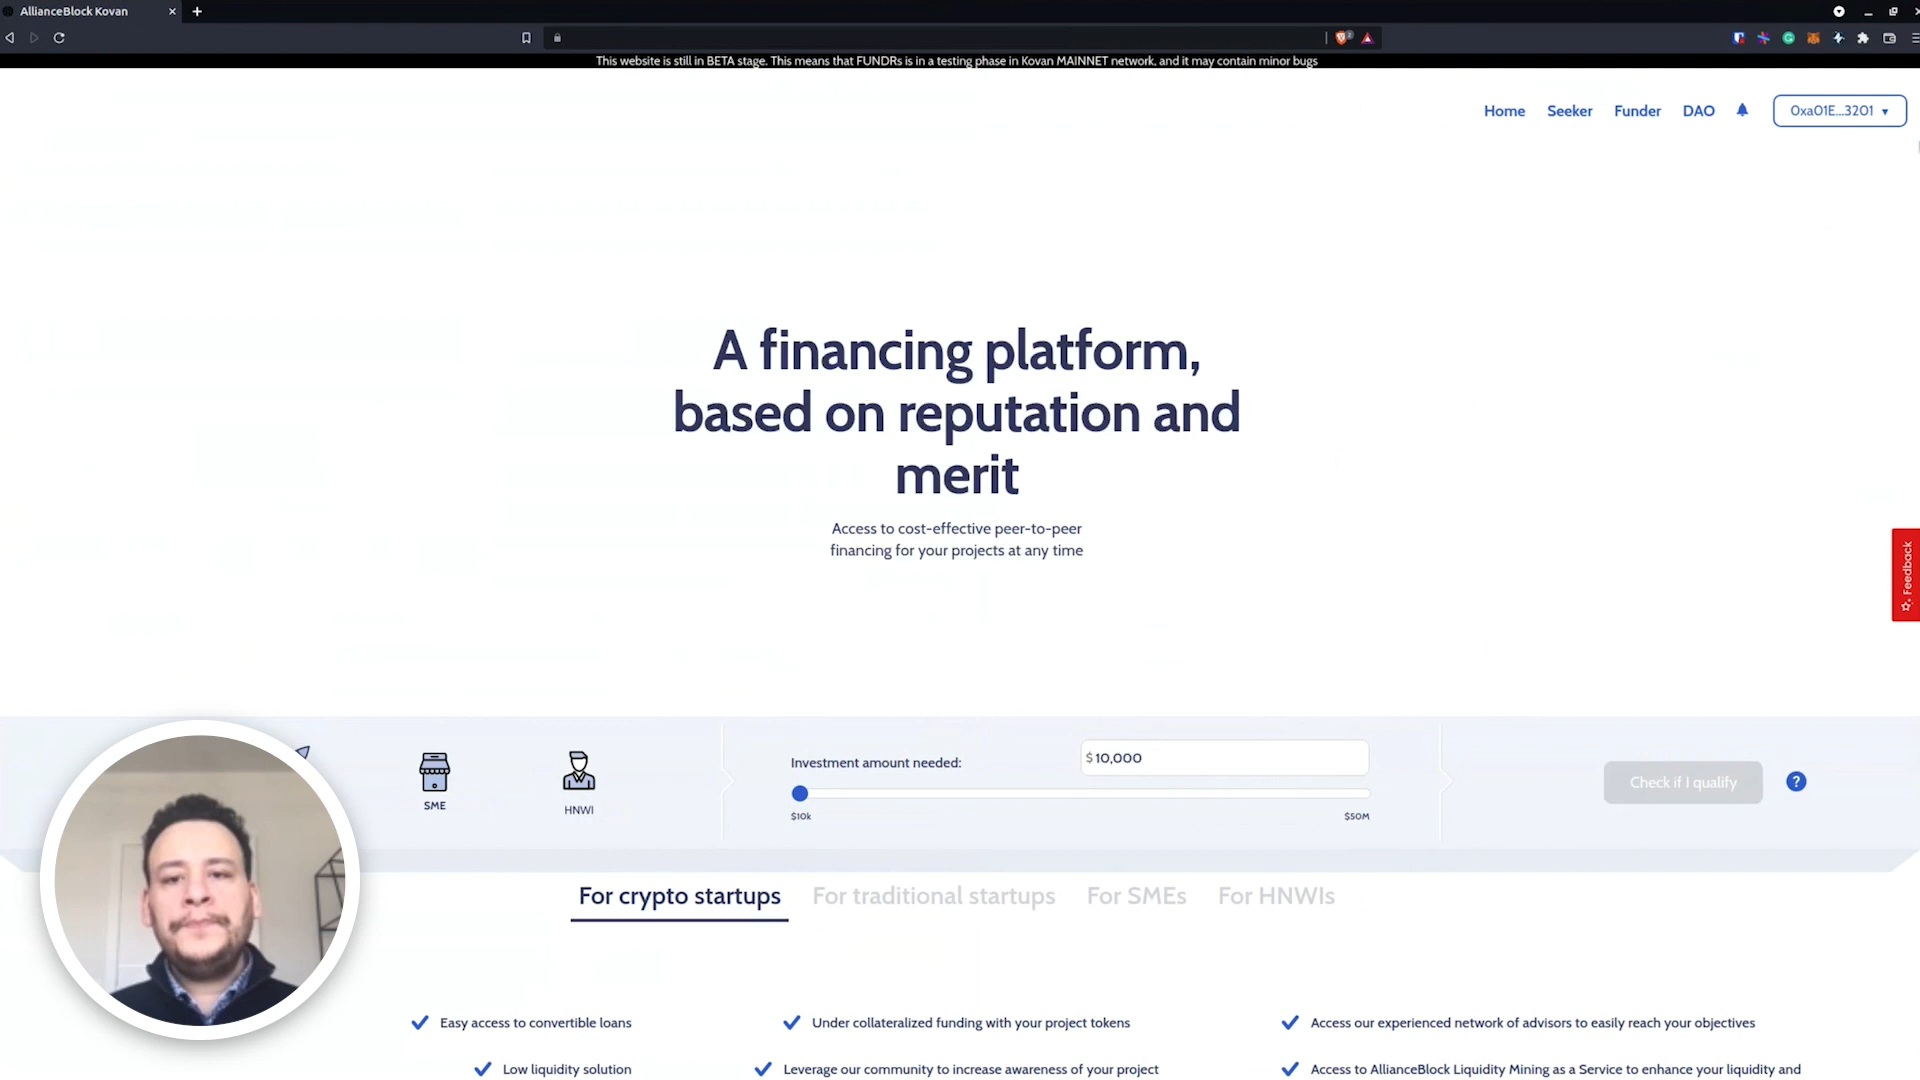 AllianceBlock Kovan
This website is still in BETA stage. This means that FUNDRs is in a testing phase in Kovan MAINNET network, and it may contain minor bugs
Home Seeker Funder DAO 0xa01E...3201
A financing platform,
based on reputation and
merit
Access to cost-effective peer-to-peer
financing for your projects at any time
Feedback
SME
HNWI
Investment amount needed:
$ 10,000
$10k
$50M
Check if I qualify
?
For crypto startups For traditional startups For SMEs For HNWIs
Easy access to convertible loans
Under collateralized funding with your project tokens
Access our experienced network of advisors to easily reach your objectives
Low liquidity solution
Leverage our community to increase awareness of your project
Access to AllianceBlock Liquidity Mining as a Service to enhance your liquidity and